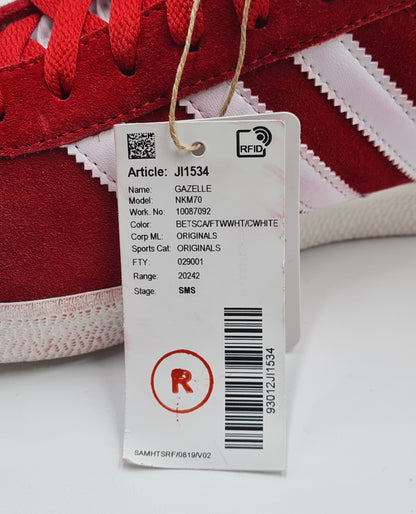 RFID
Article: JI1534
Name: GAZELLE
Model: NKM70
Work. No: 10087092
Color: BETSCA/FTWWHT/CWHITE
Corp ML: ORIGINALS
Sports Cat: ORIGINALS
FTY: 029001
Range: 20242
Stage: SMS
R
93012JI1534
SAMHTSRF/0819/V02